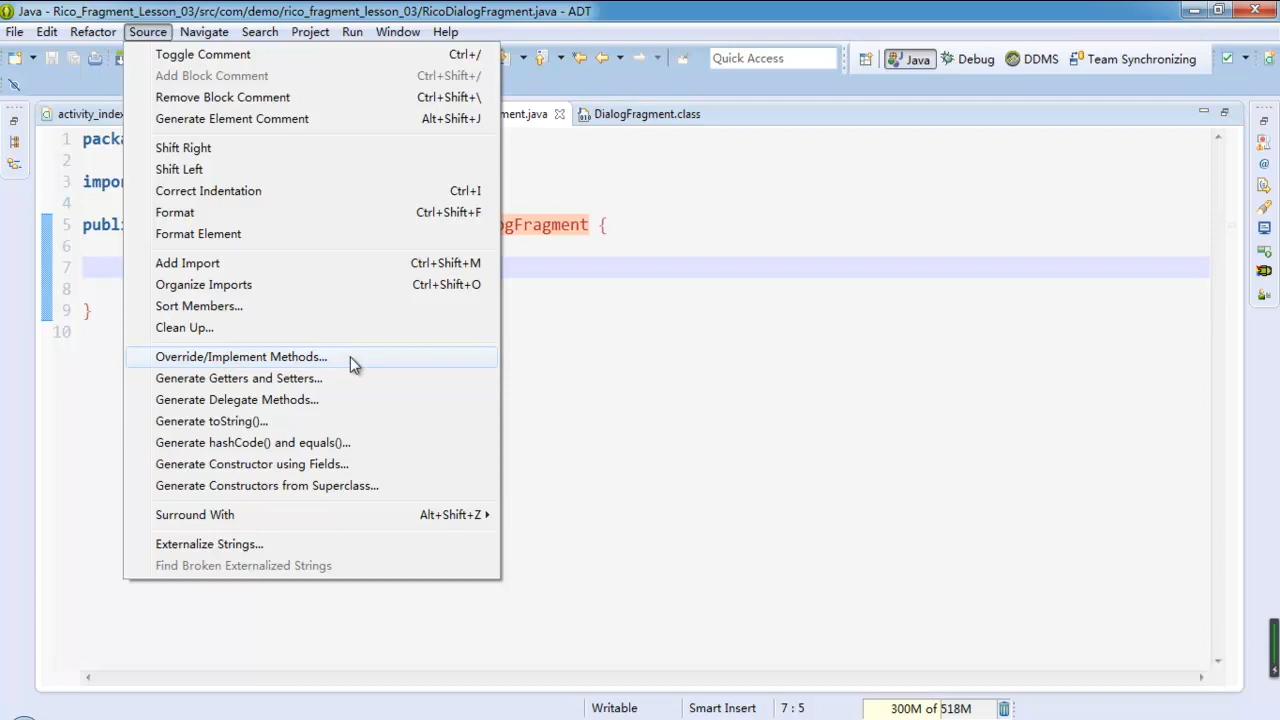 Java - Rico_Fragment_Lesson_03/src/com/demo/rico_fragment_lesson_03/RicoDialogFragment.java - ADT
File Edit Refactor Source Navigate Search Project Run Window Help
Quick Access Java Debug DDMS Team Synchronizing
activity_index ment.java DialogFragment.class
Toggle Comment Ctrl+/
Add Block Comment Ctrl+Shift+/
Remove Block Comment Ctrl+Shift+\
Generate Element Comment Alt+Shift+J
Shift Right
Shift Left
Correct Indentation Ctrl+I
Format Ctrl+Shift+F
Format Element
Add Import Ctrl+Shift+M
Organize Imports Ctrl+Shift+O
Sort Members...
Clean Up...
Override/Implement Methods...
Generate Getters and Setters...
Generate Delegate Methods...
Generate toString()...
Generate hashCode() and equals()...
Generate Constructor using Fields...
Generate Constructors from Superclass...
Surround With Alt+Shift+Z
Externalize Strings...
Find Broken Externalized Strings
1 packa
2
3 impor
4
5 publi ogFragment {
6
7
8
9 }
10
Writable Smart Insert 7 : 5 300M of 518M